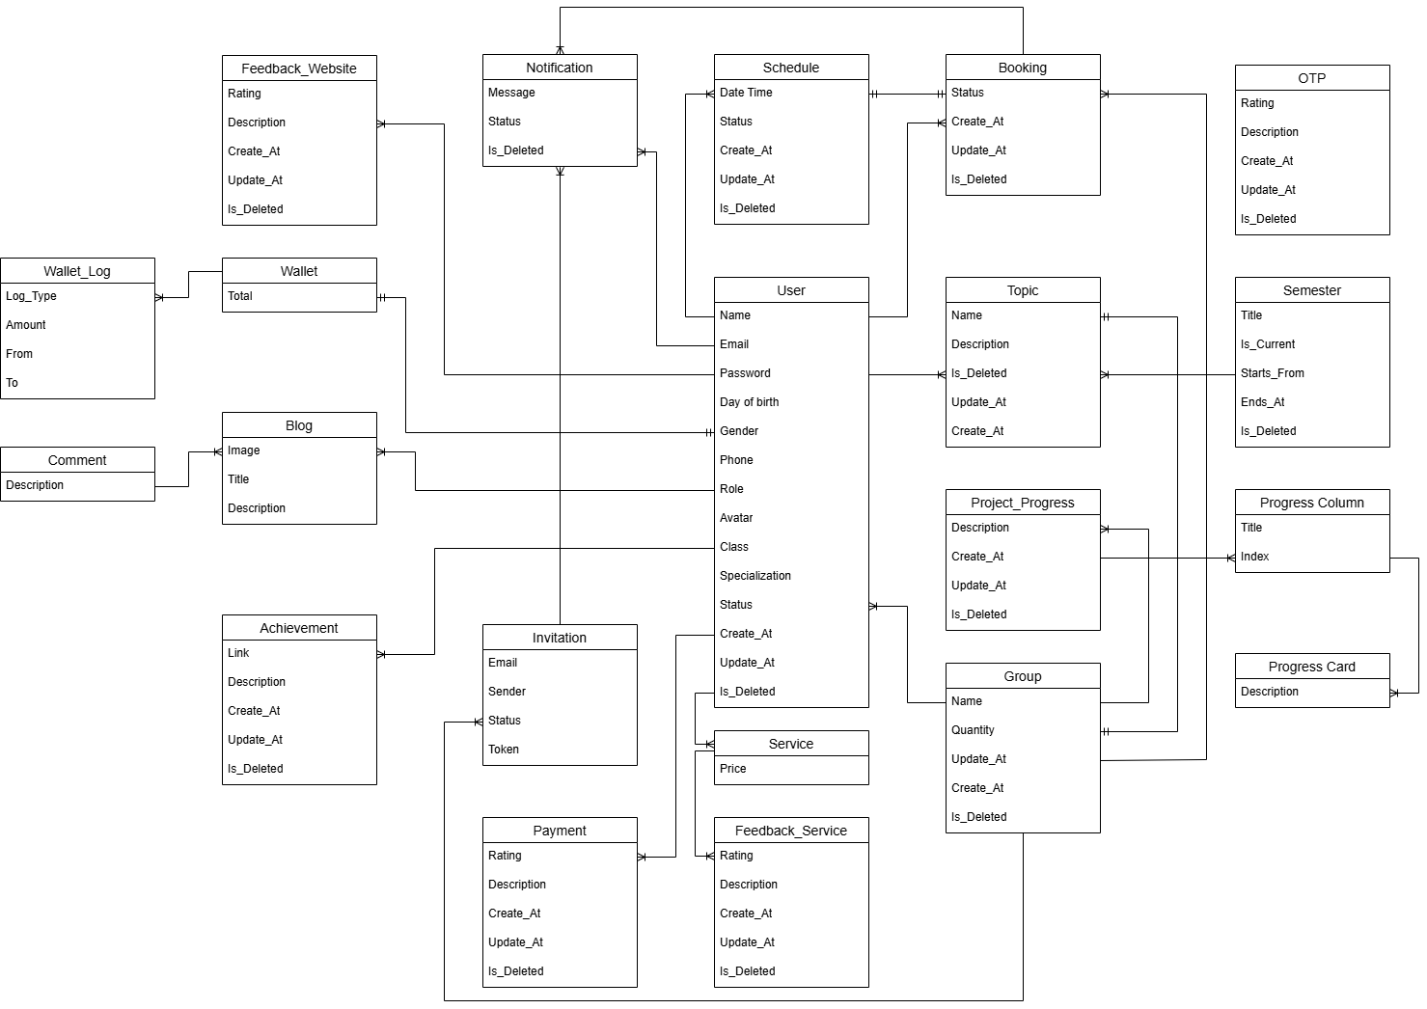 Feedback_Website
Rating
Description
Create_At
Update_At
Is_Deleted
Notification
Message
Status
Is_Deleted
Schedule
Date Time
Status
Create_At
Update_At
Is_Deleted
Booking
Status
Create_At
Update_At
Is_Deleted
OTP
Rating
Description
Create_At
Update_At
Is_Deleted
Wallet_Log
Log_Type
Amount
From
To
Wallet
Total
User
Name
Email
Password
Day of birth
Gender
Phone
Role
Avatar
Class
Specialization
Status
Create_At
Update_At
Is_Deleted
Topic
Name
Description
Is_Deleted
Update_At
Create_At
Semester
Title
Is_Current
Starts_From
Ends_At
Is_Deleted
Comment
Description
Blog
Image
Title
Description
Project_Progress
Description
Create_At
Update_At
Is_Deleted
Progress Column
Title
Index
Achievement
Link
Description
Create_At
Update_At
Is_Deleted
Invitation
Email
Sender
Status
Token
Group
Name
Quantity
Update_At
Create_At
Is_Deleted
Progress Card
Description
Service
Price
Payment
Rating
Description
Create_At
Update_At
Is_Deleted
Feedback_Service
Rating
Description
Create_At
Update_At
Is_Deleted